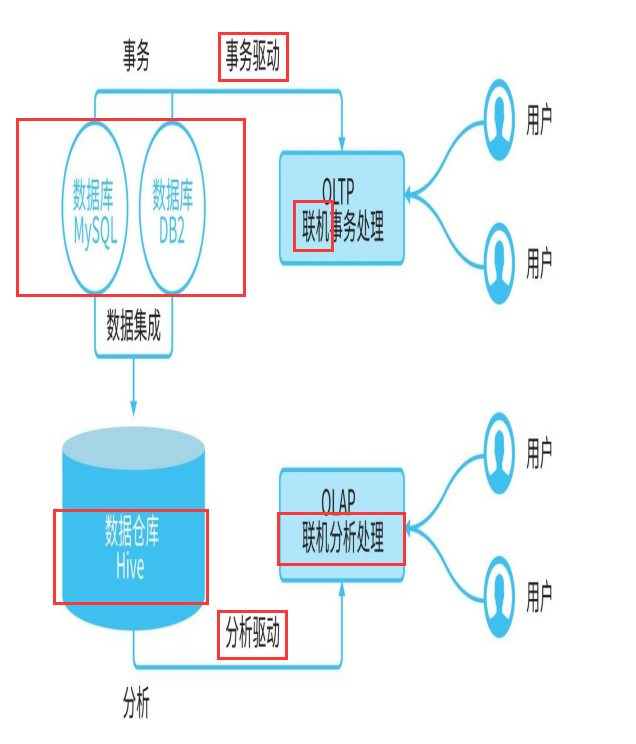 事务
事务驱动
用户
数据库
MySQL
数据库
DB2
OLTP
联机事务处理
用户
数据集成
用户
数据仓库
Hive
OLAP
联机分析处理
用户
分析驱动
分析